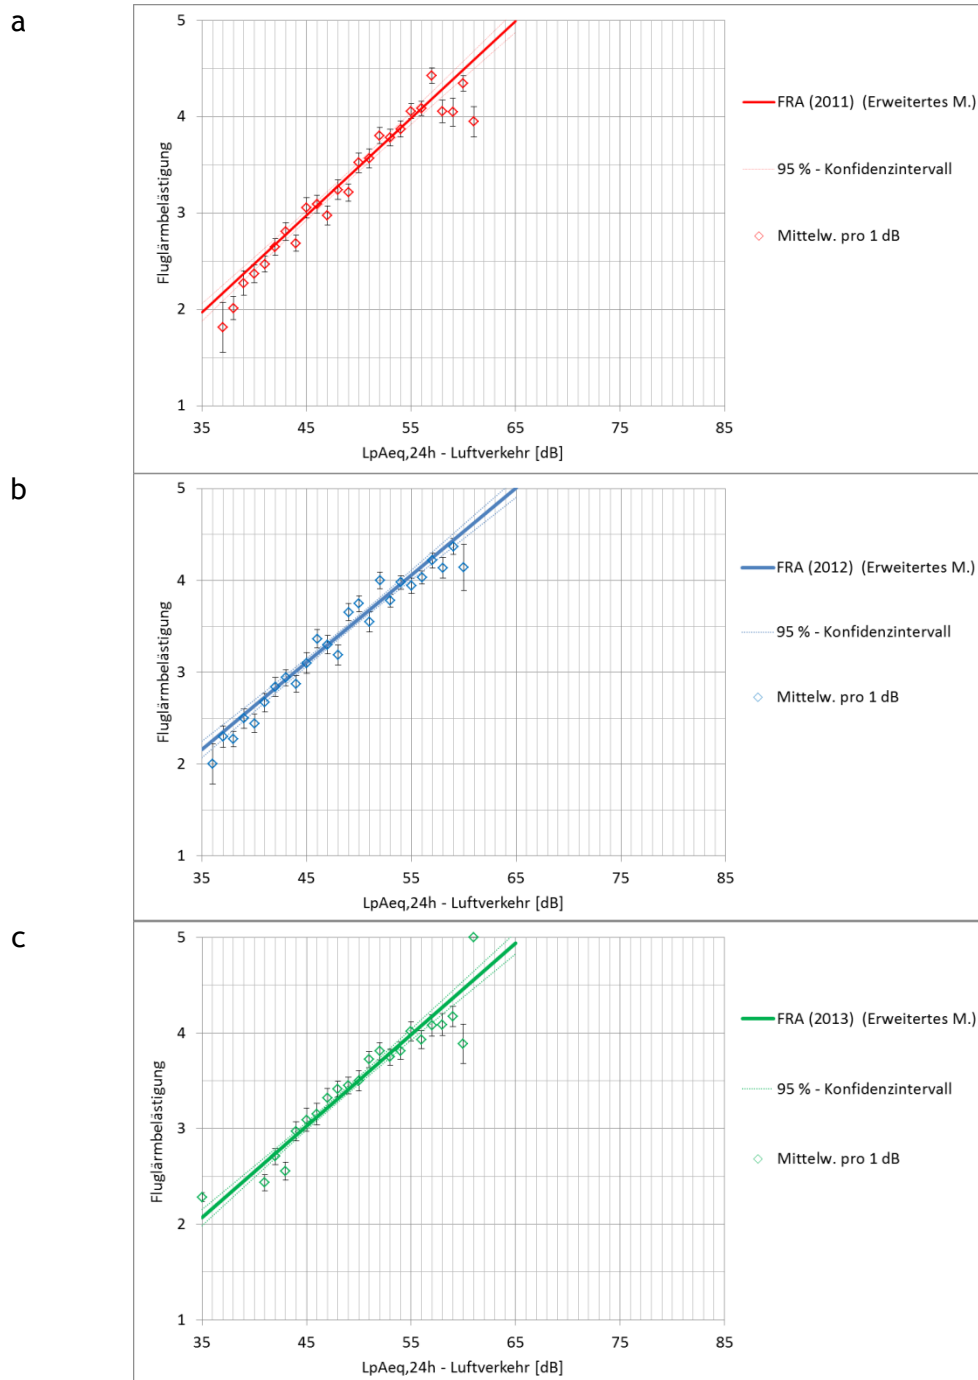 a
5
4
3
2
1
Fluglärmbelästigung
35
45
55
65
75
85
LpAeq,24h - Luftverkehr [dB]
FRA (2011) (Erweitertes M.)
95 % - Konfidenzintervall
Mittelw. pro 1 dB
b
5
4
3
2
1
Fluglärmbelästigung
35
45
55
65
75
85
LpAeq,24h - Luftverkehr [dB]
FRA (2012) (Erweitertes M.)
95 % - Konfidenzintervall
Mittelw. pro 1 dB
c
5
4
3
2
1
Fluglärmbelästigung
35
45
55
65
75
85
LpAeq,24h - Luftverkehr [dB]
FRA (2013) (Erweitertes M.)
95 % - Konfidenzintervall
Mittelw. pro 1 dB